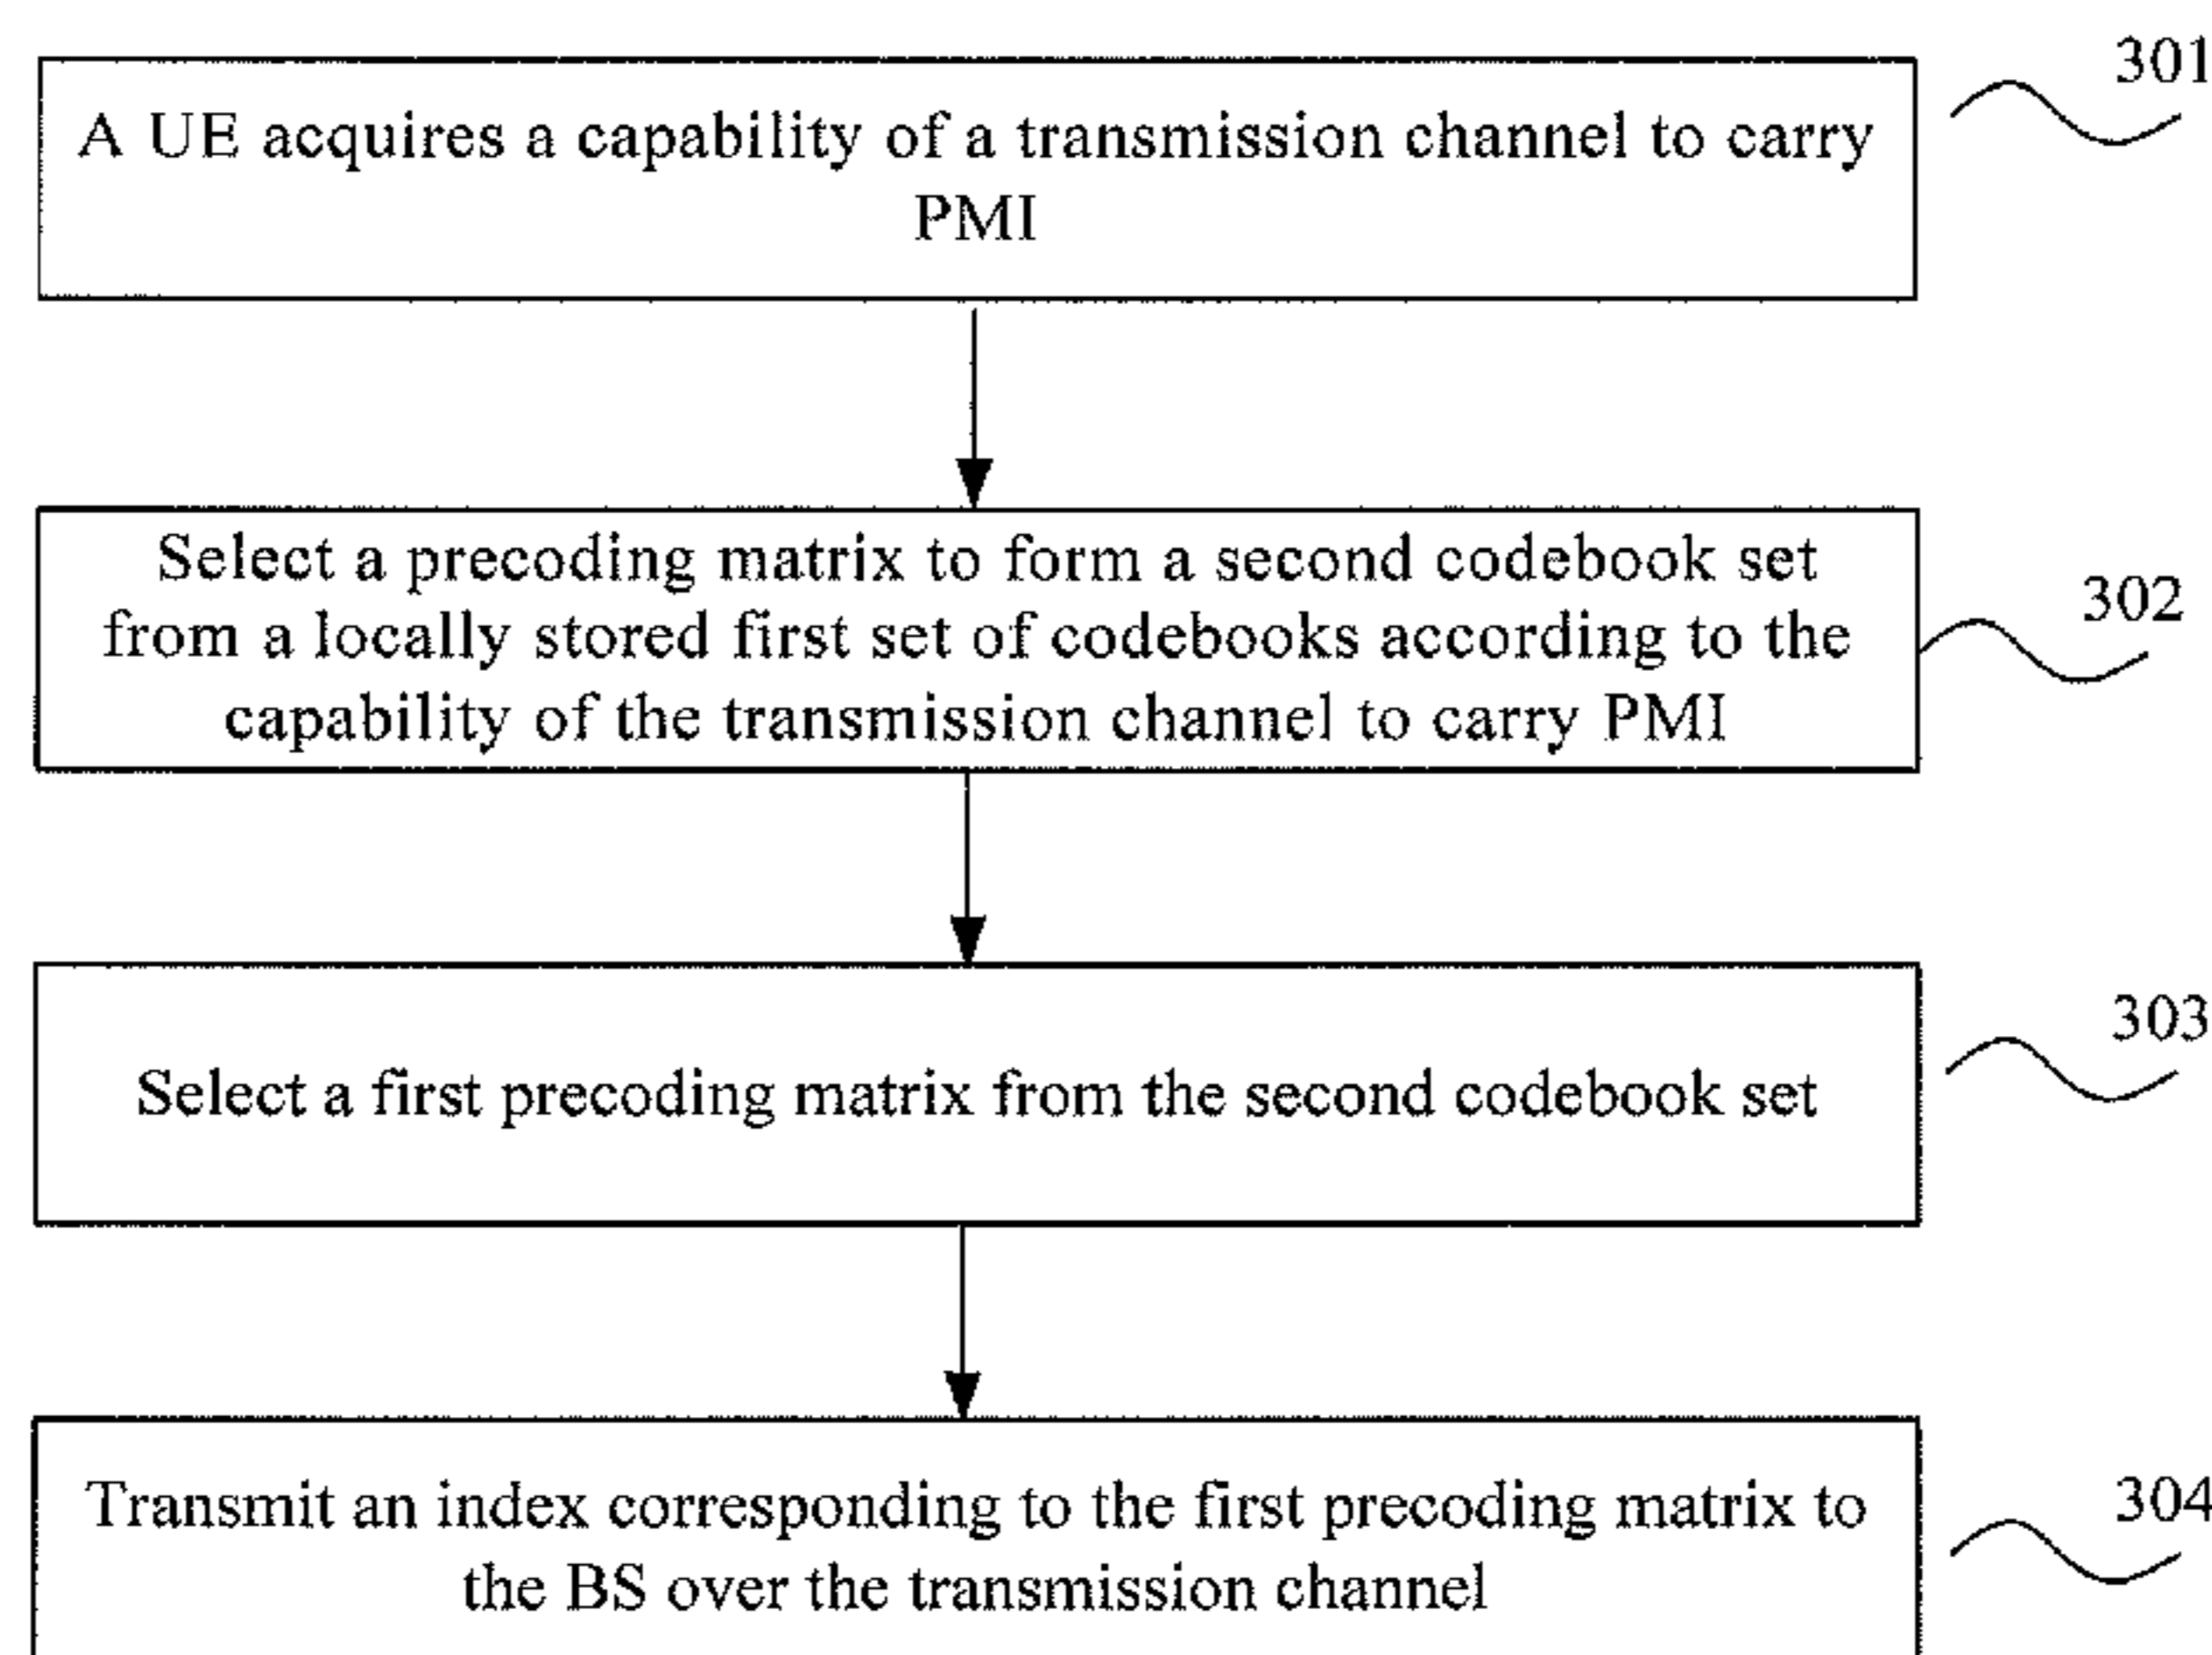 301
A UE acquires a capability of a transmission channel to carry
PMI
Select a precoding matrix to form a second codebook set
from a locally stored first set of codebooks according to the
capability of the transmission channel to carry PMI
302
303
Select a first precoding matrix from the second codebook set
304
Transmit an index corresponding to the first precoding matrix to
the BS over the transmission channel